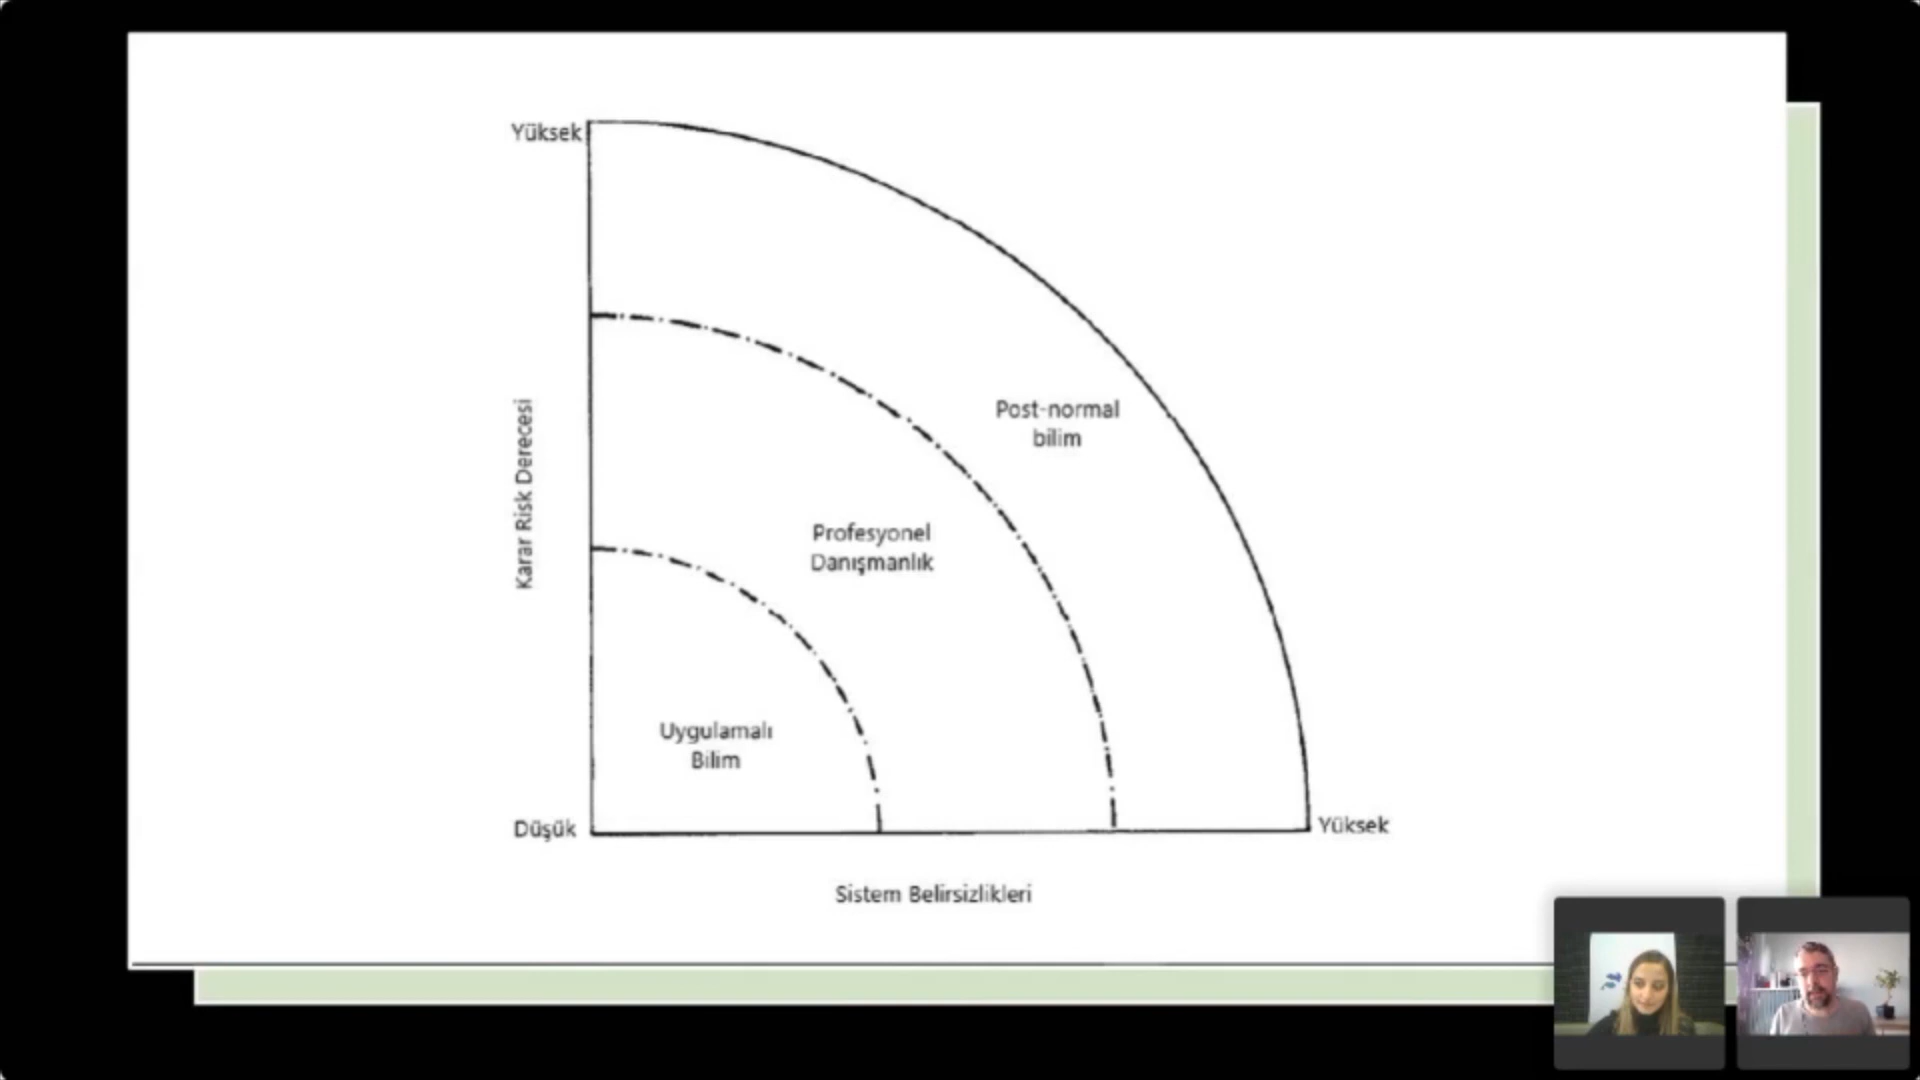 Yüksek
Karar Risk Derecesi
Post-normal
bilim
Profesyonel
Danışmanlık
Uygulamalı
Bilim
Düşük
Yüksek
Sistem Belirsizlikleri